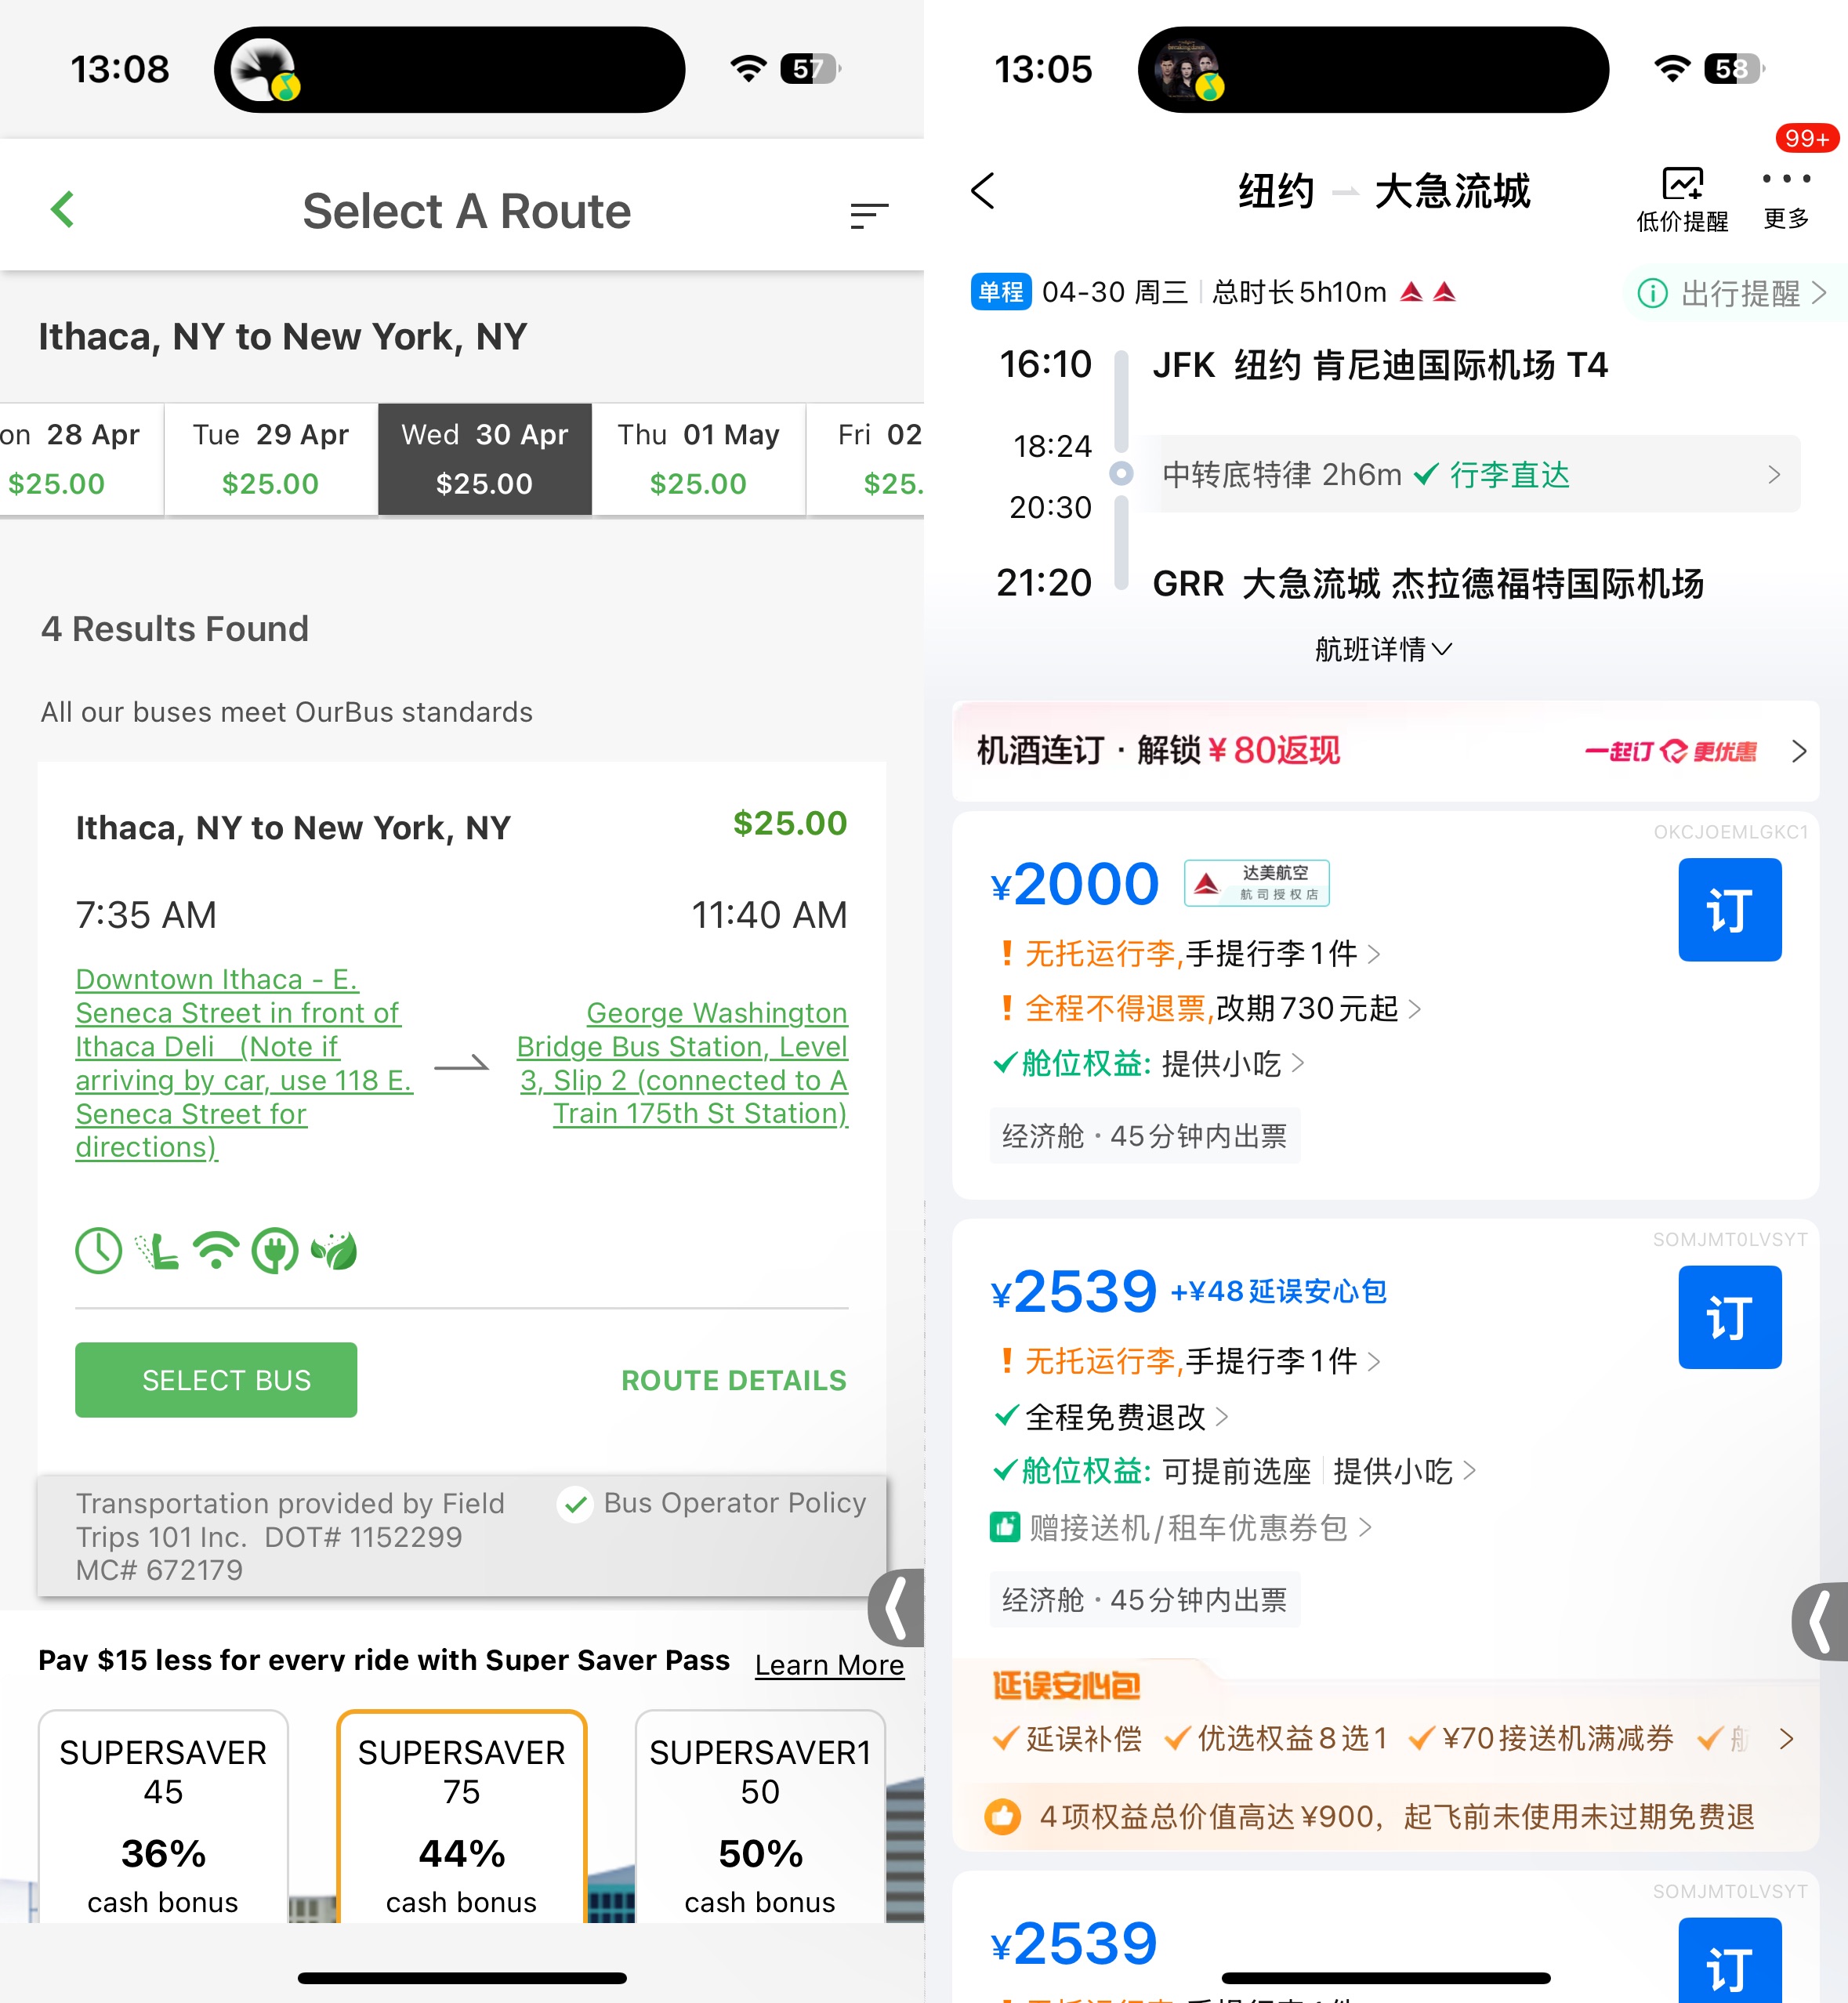 13:08
57
Select A Route
Ithaca, NY to New York, NY
on 28 Apr
$25.00
Tue 29 Apr
$25.00
Wed 30 Apr
$25.00
Thu 01 May
$25.00
Fri 02
$25.
4 Results Found
All our buses meet OurBus standards
Ithaca, NY to New York, NY
$25.00
7:35 AM
11:40 AM
Downtown Ithaca - E.
Seneca Street in front of
Ithaca Deli (Note if
arriving by car, use 118 E.
Seneca Street for
directions)
George Washington
Bridge Bus Station, Level
3, Slip 2 (connected to A
Train 175th St Station)
SELECT BUS
ROUTE DETAILS
Transportation provided by Field
Trips 101 Inc. DOT# 1152299
MC# 672179
Bus Operator Policy
Pay $15 less for every ride with Super Saver Pass
Learn More
SUPERSAVER
45
36%
cash bonus
SUPERSAVER
75
44%
cash bonus
SUPERSAVER1
50
50%
cash bonus
13:05
58
99+
纽约
大急流城
低价提醒
更多
单程 04-30 周三 总时长5h10m
出行提醒
16:10 JFK 纽约 肯尼迪国际机场 T4
18:24
中转底特律 2h6m 行李直达
20:30
21:20 GRR 大急流城 杰拉德福特国际机场
航班详情
机酒连订 · 解锁¥80返现
一起订 更优惠
OKCJOEMLGKC1
¥2000
达美航空
航司授权店
订
! 无托运行李,手提行李1件
! 全程不得退票,改期730元起
舱位权益: 提供小吃
经济舱 · 45分钟内出票
SOMJMT0LVSYT
¥2539 +¥48延误安心包
订
! 无托运行李,手提行李1件
全程免费退改
舱位权益: 可提前选座 提供小吃
赠接送机/租车优惠券包
经济舱 · 45分钟内出票
延误安心包
延误补偿 优选权益8选1 ¥70接送机满减券
4项权益总价值高达¥900，起飞前未使用未过期免费退
SOMJMT0LVSYT
¥2539
订